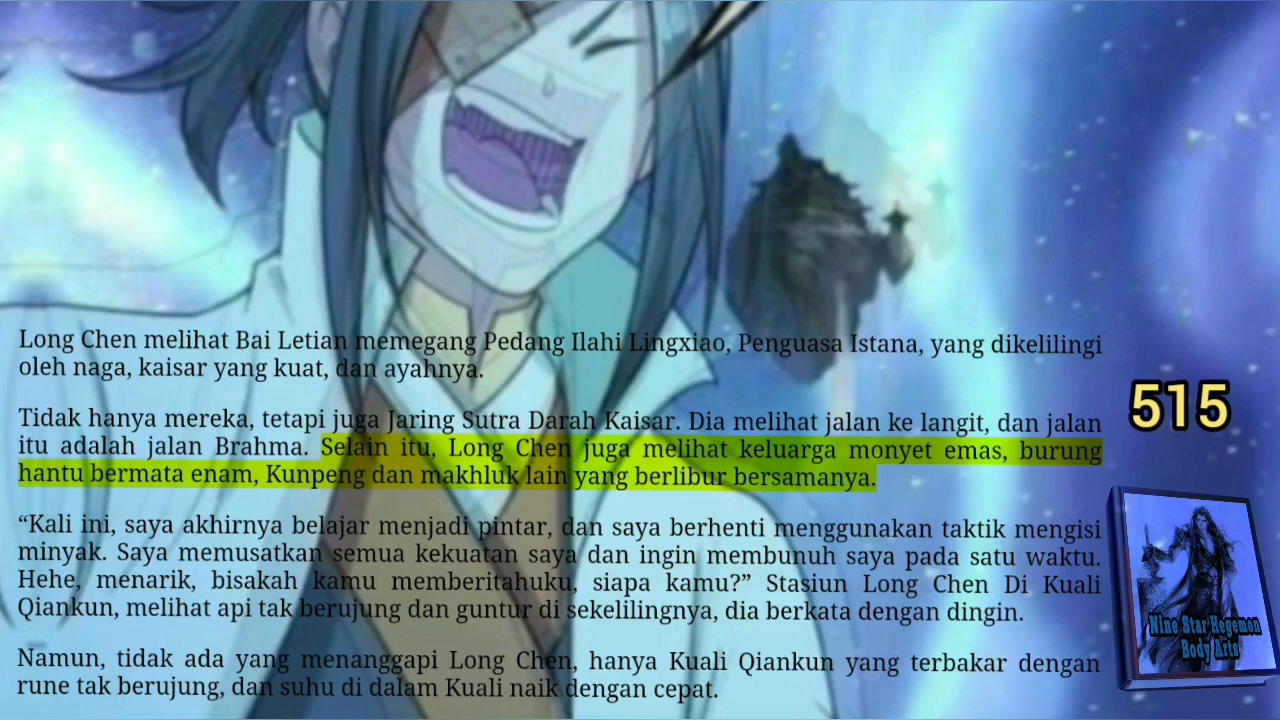 Long Chen melihat Bai Letian memegang Pedang Ilahi Lingxiao, Penguasa Istana, yang dikelilingi
oleh naga, kaisar yang kuat, dan ayahnya.
Tidak hanya mereka, tetapi juga Jaring Sutra Darah Kaisar. Dia melihat jalan ke langit, dan jalan
itu adalah jalan Brahma. Selain itu, Long Chen juga melihat keluarga monyet emas, burung
hantu bermata enam, Kunpeng dan makhluk lain yang berlibur bersamanya.
“Kali ini, saya akhirnya belajar menjadi pintar, dan saya berhenti menggunakan taktik mengisi
minyak. Saya memusatkan semua kekuatan saya dan ingin membunuh saya pada satu waktu.
Hehe, menarik, bisakah kamu memberitahuku, siapa kamu?” Stasiun Long Chen Di Kuali
Qiankun, melihat api tak berujung dan guntur di sekelilingnya, dia berkata dengan dingin.
Namun, tidak ada yang menanggapi Long Chen, hanya Kuali Qiankun yang terbakar dengan
rune tak berujung, dan suhu di dalam Kuali naik dengan cepat.
515
Nine Star Hegemon
Body Arts